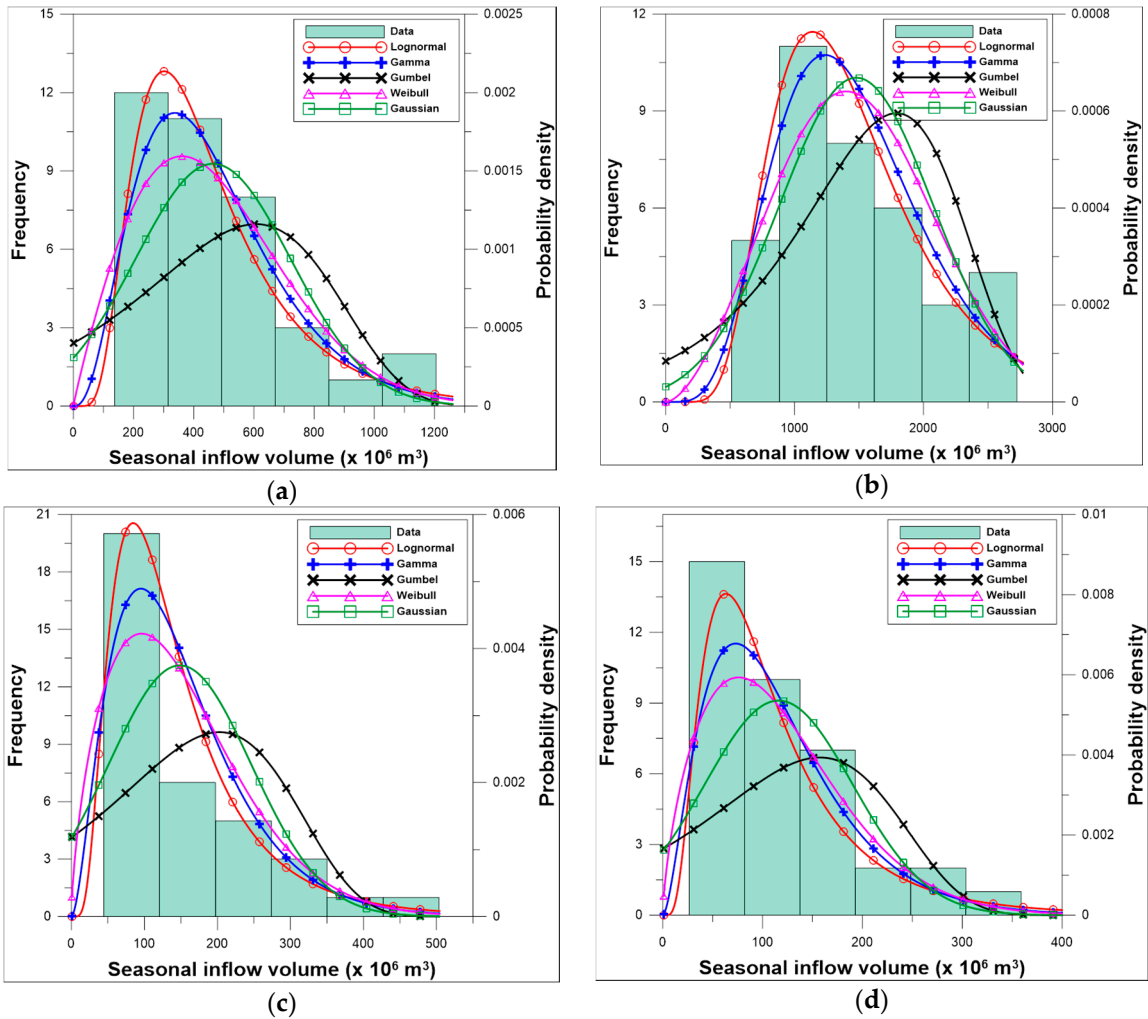 15
12
9
6
3
0
Frequency
0.0025
0.002
0.0015
0.001
0.0005
0
Probability density
Data
Lognormal
Gamma
Gumbel
Weibull
Gaussian
0 200 400 600 800 1000 1200
Seasonal inflow volume (x 10⁶ m³)
(a)
12
9
6
3
0
Frequency
0.0008
0.0006
0.0004
0.0002
0
Probability density
Data
Lognormal
Gamma
Gumbel
Weibull
Gaussian
0 1000 2000 3000
Seasonal inflow volume (x 10⁶ m³)
(b)
21
18
15
12
9
6
3
0
Frequency
0.006
0.004
0.002
0
Probability density
Data
Lognormal
Gamma
Gumbel
Weibull
Gaussian
0 100 200 300 400 500
Seasonal inflow volume (x 10⁶ m³)
(c)
15
12
9
6
3
0
Frequency
0.01
0.008
0.006
0.004
0.002
0
Probability density
Data
Lognormal
Gamma
Gumbel
Weibull
Gaussian
0 100 200 300 400
Seasonal inflow volume (x 10⁶ m³)
(d)